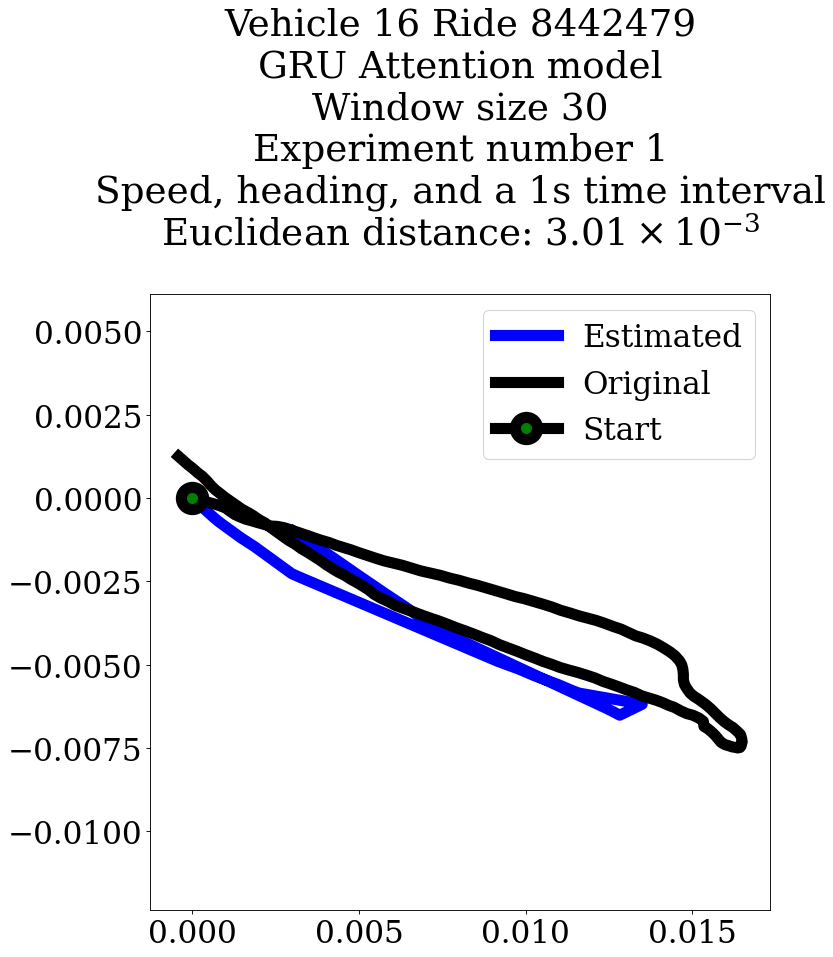 Vehicle 16 Ride 8442479
GRU Attention model
Window size 30
Experiment number 1
Speed, heading, and a 1s time interval
Euclidean distance: 3.01 × 10⁻³
Estimated
Original
Start
0.0050
0.0025
0.0000
−0.0025
−0.0050
−0.0075
−0.0100
0.000 0.005 0.010 0.015